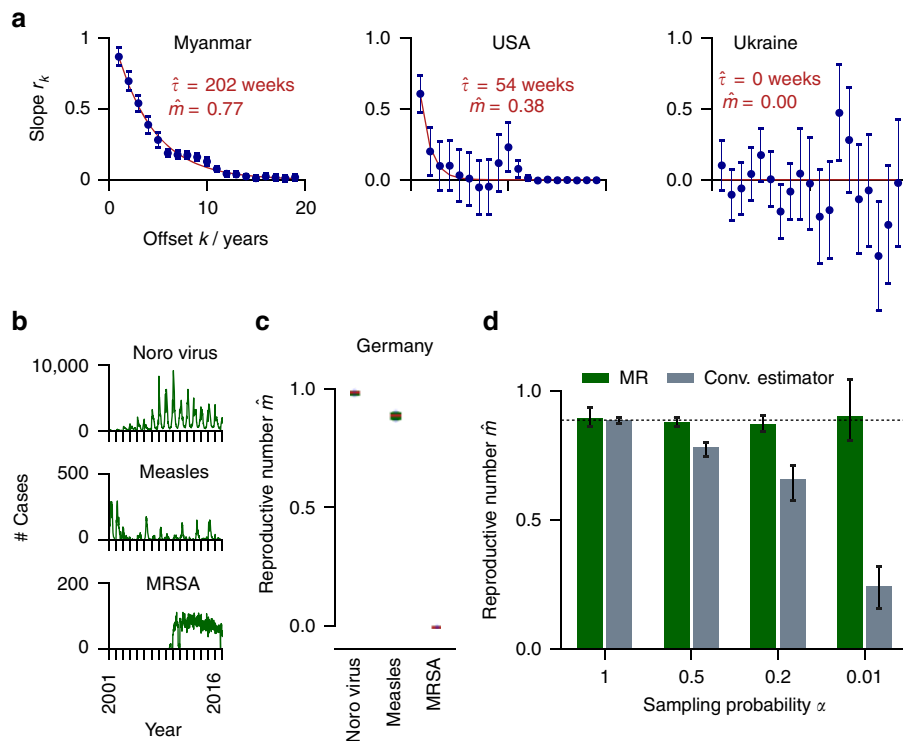 a
Myanmar
USA
Ukraine
1
0.5
0
Slope r_k
τ̂ = 202 weeks
m̂ = 0.77
0
10
20
Offset k / years
1.0
0.5
0.0
τ̂ = 54 weeks
m̂ = 0.38
1.0
0.5
0.0
τ̂ = 0 weeks
m̂ = 0.00
b
Noro virus
10,000
0
Measles
500
0
# Cases
MRSA
200
0
2001
2016
Year
c
Germany
Reproductive number m̂
1.0
0.5
0.0
Noro virus
Measles
MRSA
d
MR
Conv. estimator
Reproductive number m̂
1.0
0.5
0.0
1
0.5
0.2
0.01
Sampling probability α